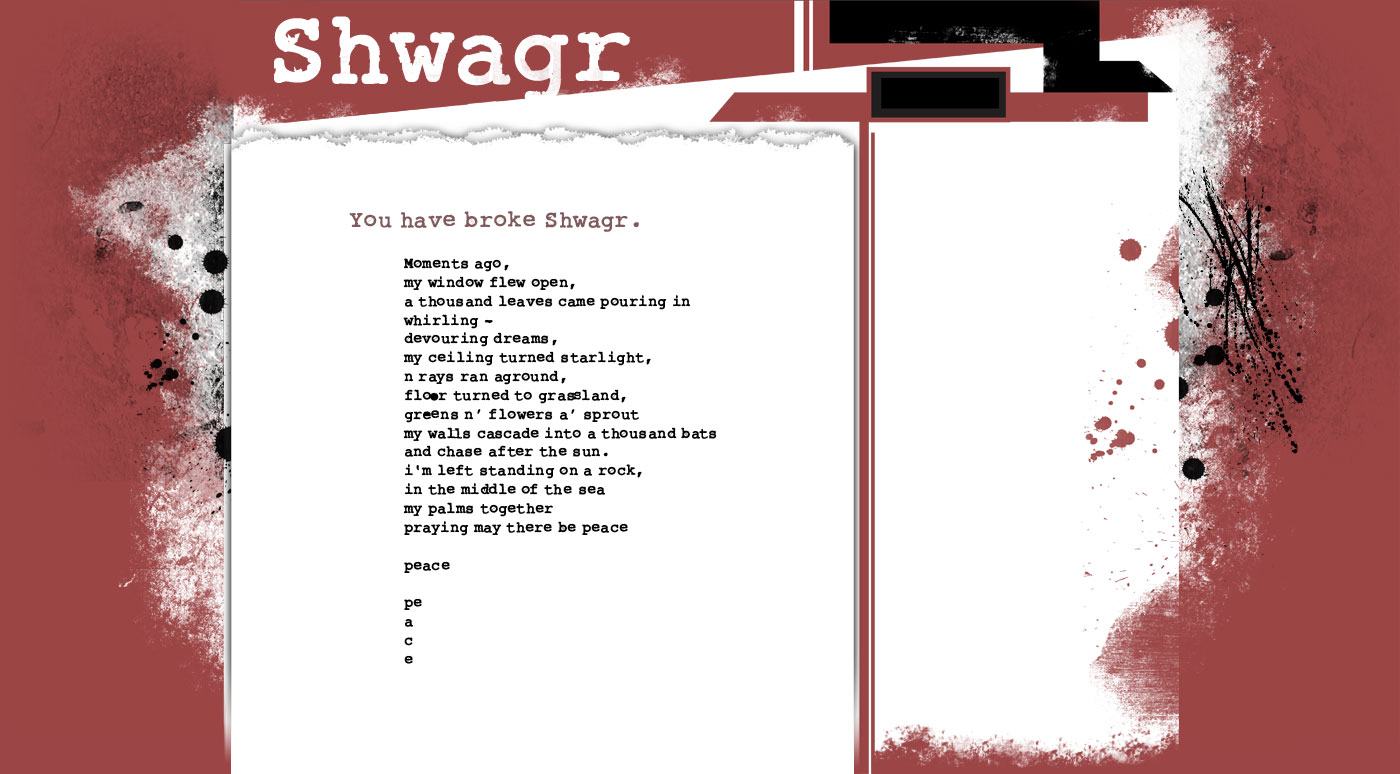 Shwagr
You have broke Shwagr.
Moments ago,
my window flew open,
a thousand leaves came pouring in
whirling -
devouring dreams,
my ceiling turned starlight,
n rays ran aground,
floor turned to grassland,
greens n' flowers a' sprout
my walls cascade into a thousand bats
and chase after the sun.
i'm left standing on a rock,
in the middle of the sea
my palms together
praying may there be peace
peace
pe
a
c
e